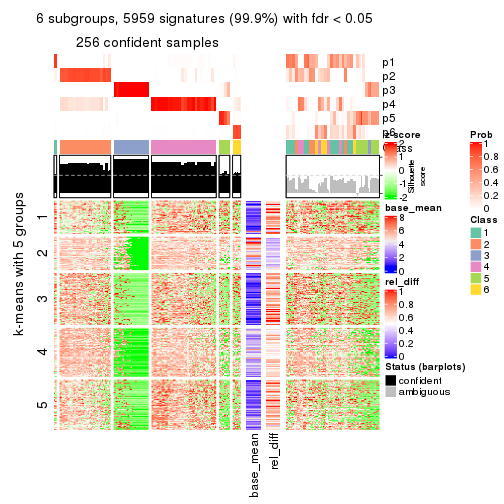 6 subgroups, 5959 signatures (99.9%) with fdr < 0.05
256 confident samples
p1
p2
p3
p4
p5
p6
Class
z-score
2
1
0
-1
-2
Silhouette
score
Prob
1
0.8
0.6
0.4
0.2
0
base_mean
8
6
4
2
0
Class
1
2
3
4
5
6
rel_diff
1
0.8
0.6
0.4
0.2
0
Status (barplots)
confident
ambiguous
k-means with 5 groups
1
2
3
4
5
base_mean
rel_diff